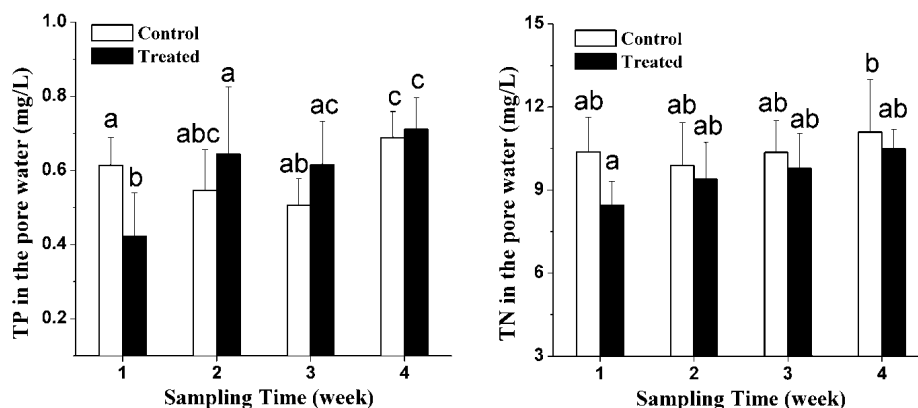 TP in the pore water (mg/L)
1.0
0.8
0.6
0.4
0.2
Control
Treated
a
b
abc
a
ab
ac
c
c
1
2
3
4
Sampling Time (week)
TN in the pore water (mg/L)
15
12
9
6
3
Control
Treated
ab
a
ab
ab
ab
ab
b
ab
1
2
3
4
Sampling Time (week)